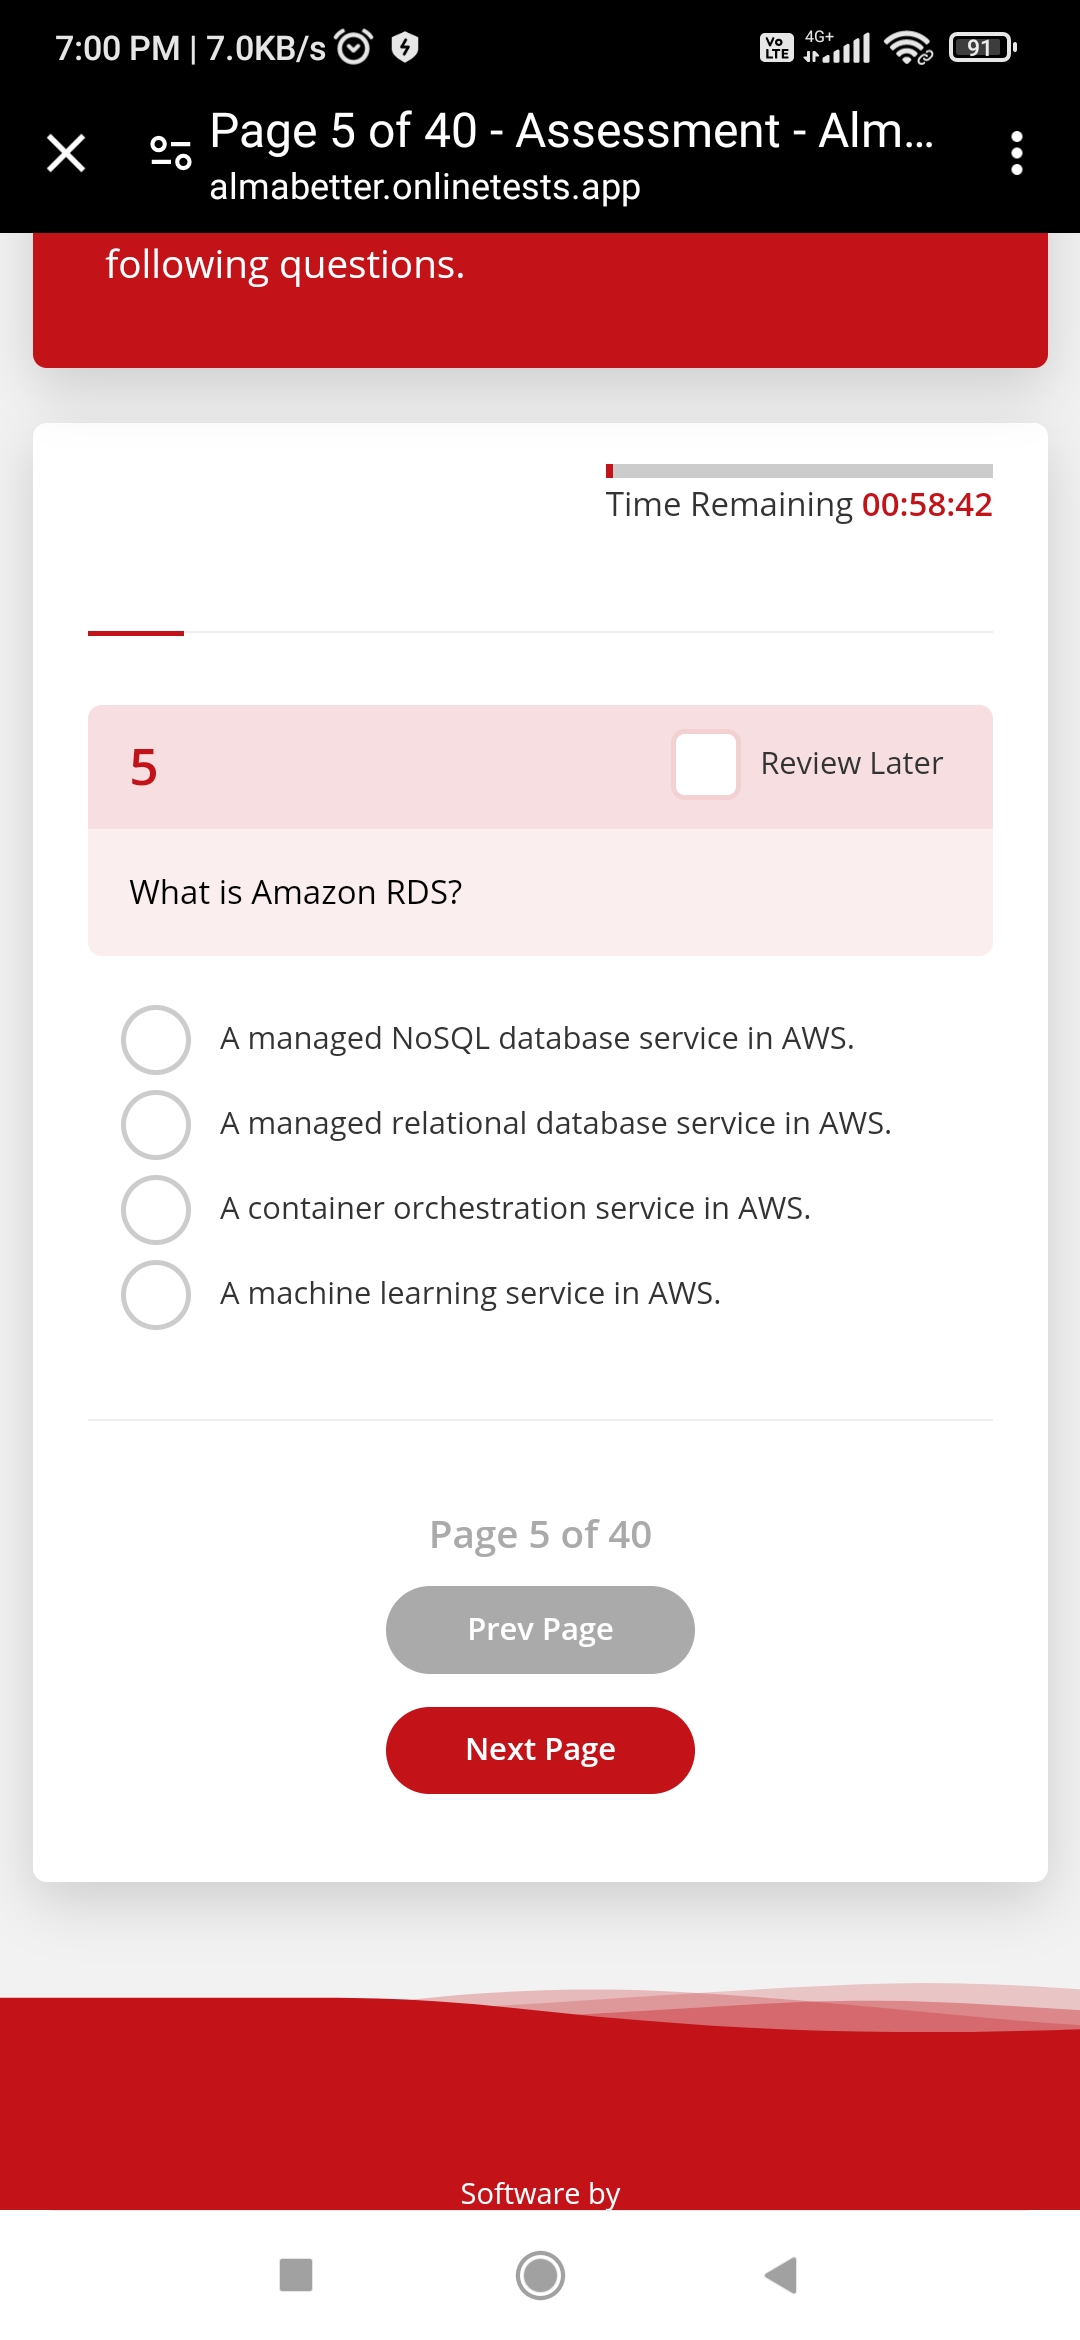 7:00 PM | 7.0KB/s
Vo LTE
4G+
91
Page 5 of 40 - Assessment - Alm...
almabetter.onlinetests.app
following questions.
Time Remaining 00:58:42
5
Review Later
What is Amazon RDS?
A managed NoSQL database service in AWS.
A managed relational database service in AWS.
A container orchestration service in AWS.
A machine learning service in AWS.
Page 5 of 40
Prev Page
Next Page
Software by